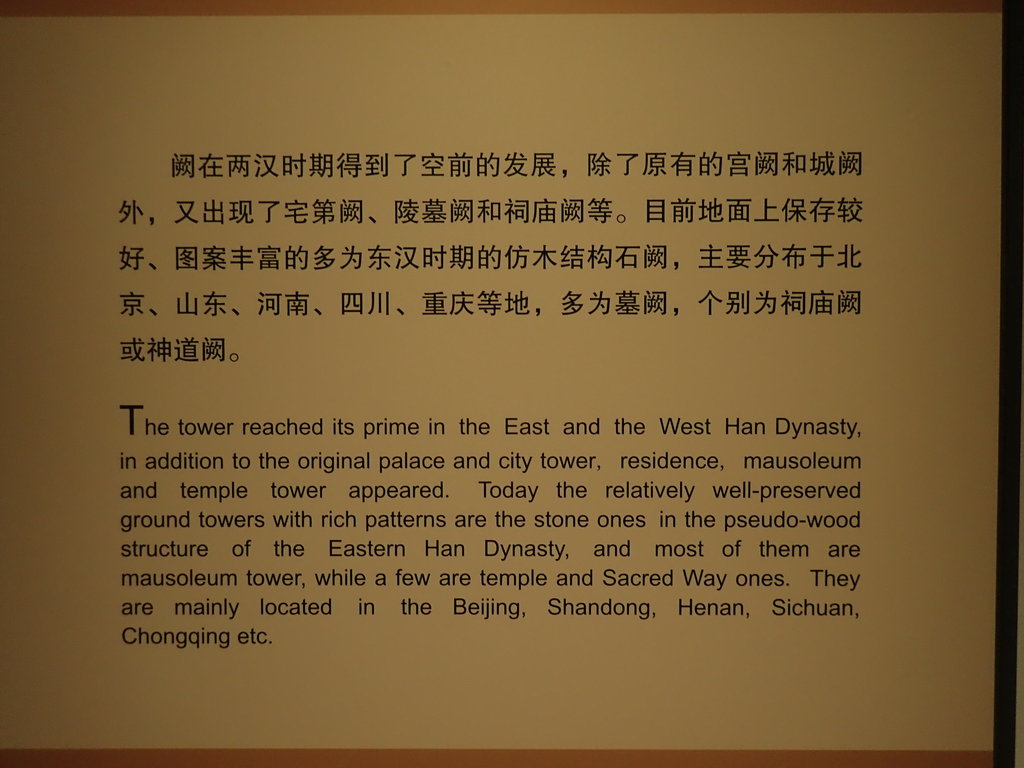 阙在两汉时期得到了空前的发展，除了原有的宫阙和城阙
外，又出现了宅第阙、陵墓阙和祠庙阙等。目前地面上保存较
好、图案丰富的多为东汉时期的仿木结构石阙，主要分布于北
京、山东、河南、四川、重庆等地，多为墓阙，个别为祠庙阙
或神道阙。
The tower reached its prime in the East and the West Han Dynasty,
in addition to the original palace and city tower, residence, mausoleum
and temple tower appeared. Today the relatively well-preserved
ground towers with rich patterns are the stone ones in the pseudo-wood
structure of the Eastern Han Dynasty, and most of them are
mausoleum tower, while a few are temple and Sacred Way ones. They
are mainly located in the Beijing, Shandong, Henan, Sichuan,
Chongqing etc.